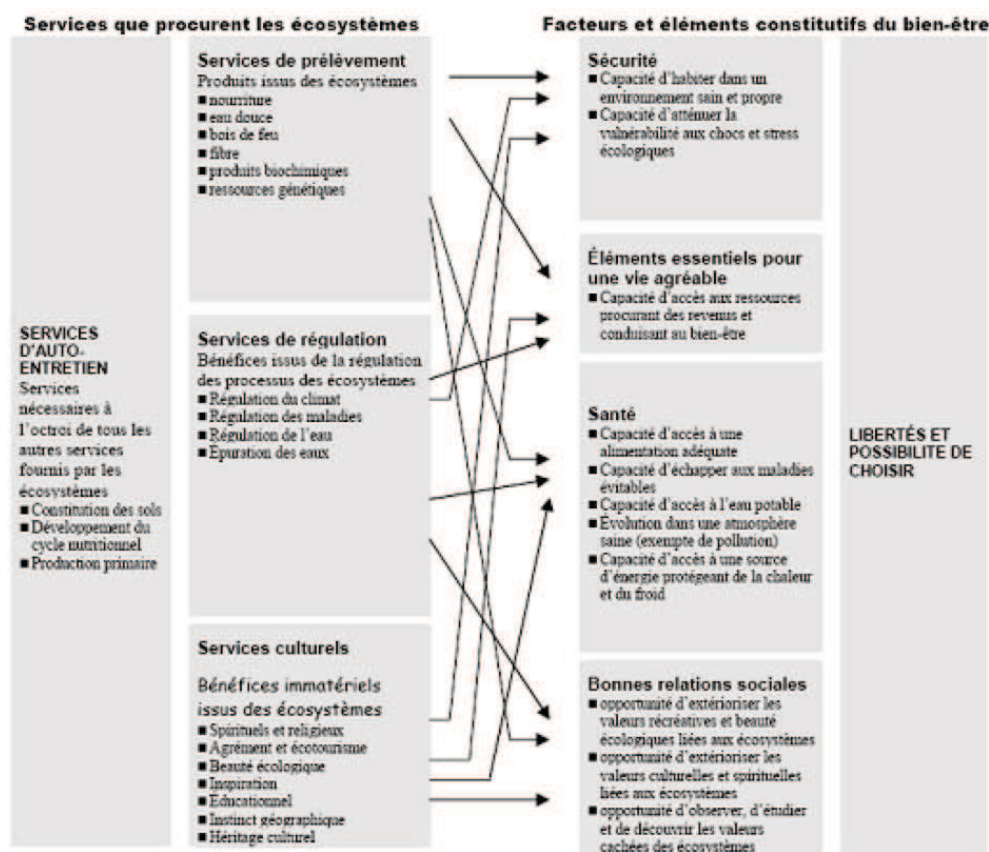 Services que procurent les écosystèmes
Facteurs et éléments constitutifs du bien-être
SERVICES
D'AUTO-
ENTRETIEN
Services
nécessaires à
l'octroi de tous les
autres services
fournis par les
écosystèmes
■ Constitution des sols
■ Développement du
cycle nutritionnel
■ Production primaire
Services de prélèvement
Produits issus des écosystèmes
■ nourriture
■ eau douce
■ bois de feu
■ fibre
■ produits biochimiques
■ ressources génétiques
Services de régulation
Bénéfices issus de la régulation
des processus des écosystèmes
■ Régulation du climat
■ Régulation des maladies
■ Régulation de l'eau
■ Épuration des eaux
Services culturels
Bénéfices immatériels
issus des écosystèmes
■ Spirituels et religieux
■ Agrément et écotourisme
■ Beauté écologique
■ Inspiration
■ Éducationnel
■ Instinct géographique
■ Héritage culturel
Sécurité
■ Capacité d'habiter dans un
environnement sain et propre
■ Capacité d'atténuer la
vulnérabilité aux chocs et stress
écologiques
Éléments essentiels pour
une vie agréable
■ Capacité d'accès aux ressources
procurant des revenus et
conduisant au bien-être
Santé
■ Capacité d'accès à une
alimentation adéquate
■ Capacité d'échapper aux maladies
évitables
■ Capacité d'accès à l'eau potable
■ Évolution dans une atmosphère
saine (exempte de pollution)
■ Capacité d'accès à une source
d'énergie protégeant de la chaleur
et du froid
Bonnes relations sociales
■ opportunité d'extérioriser les
valeurs récréatives et beauté
écologiques liées aux écosystèmes
■ opportunité d'extérioriser les
valeurs culturelles et spirituelles
liées aux écosystèmes
■ opportunité d'observer, d'étudier
et de découvrir les valeurs
cachées des écosystèmes
LIBERTÉS ET
POSSIBILITE DE
CHOISIR